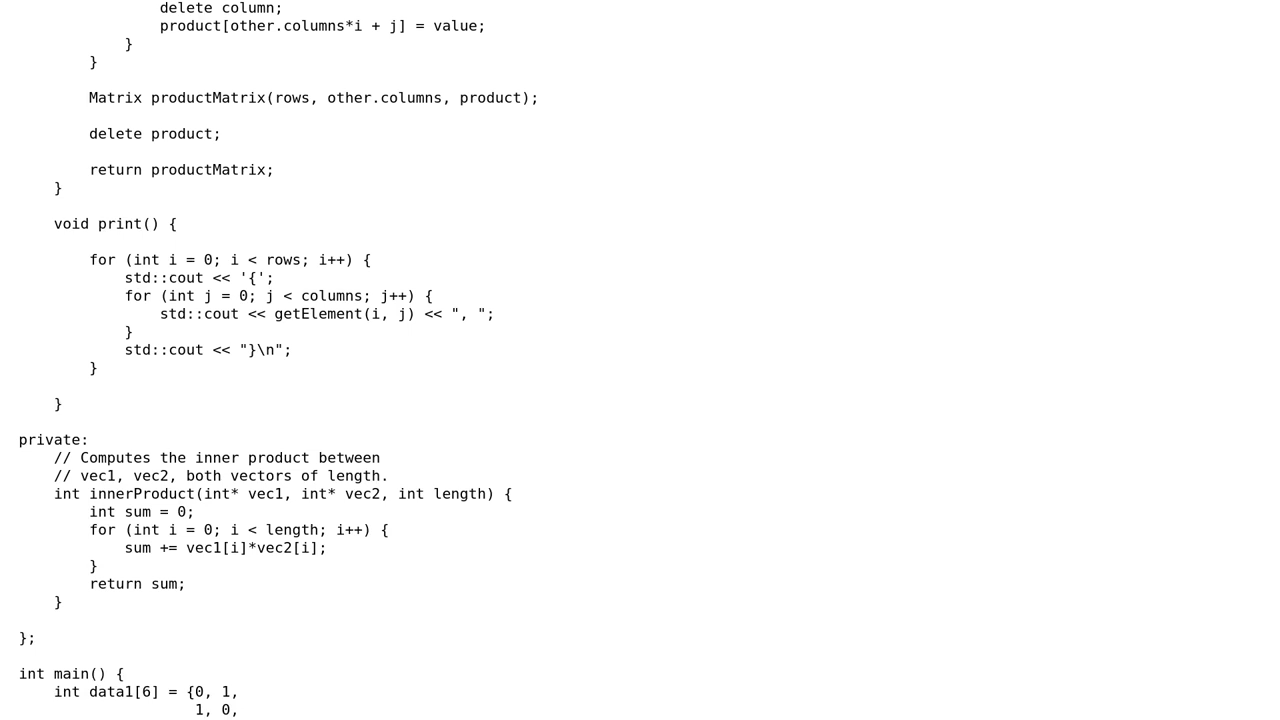 delete column;
                product[other.columns*i + j] = value;
            }
        }

        Matrix productMatrix(rows, other.columns, product);

        delete product;

        return productMatrix;
    }

    void print() {

        for (int i = 0; i < rows; i++) {
            std::cout << '{';
            for (int j = 0; j < columns; j++) {
                std::cout << getElement(i, j) << ", ";
            }
            std::cout << "}\n";
        }

    }

private:
    // Computes the inner product between
    // vec1, vec2, both vectors of length.
    int innerProduct(int* vec1, int* vec2, int length) {
        int sum = 0;
        for (int i = 0; i < length; i++) {
            sum += vec1[i]*vec2[i];
        }
        return sum;
    }

};

int main() {
    int data1[6] = {0, 1,
                    1, 0,